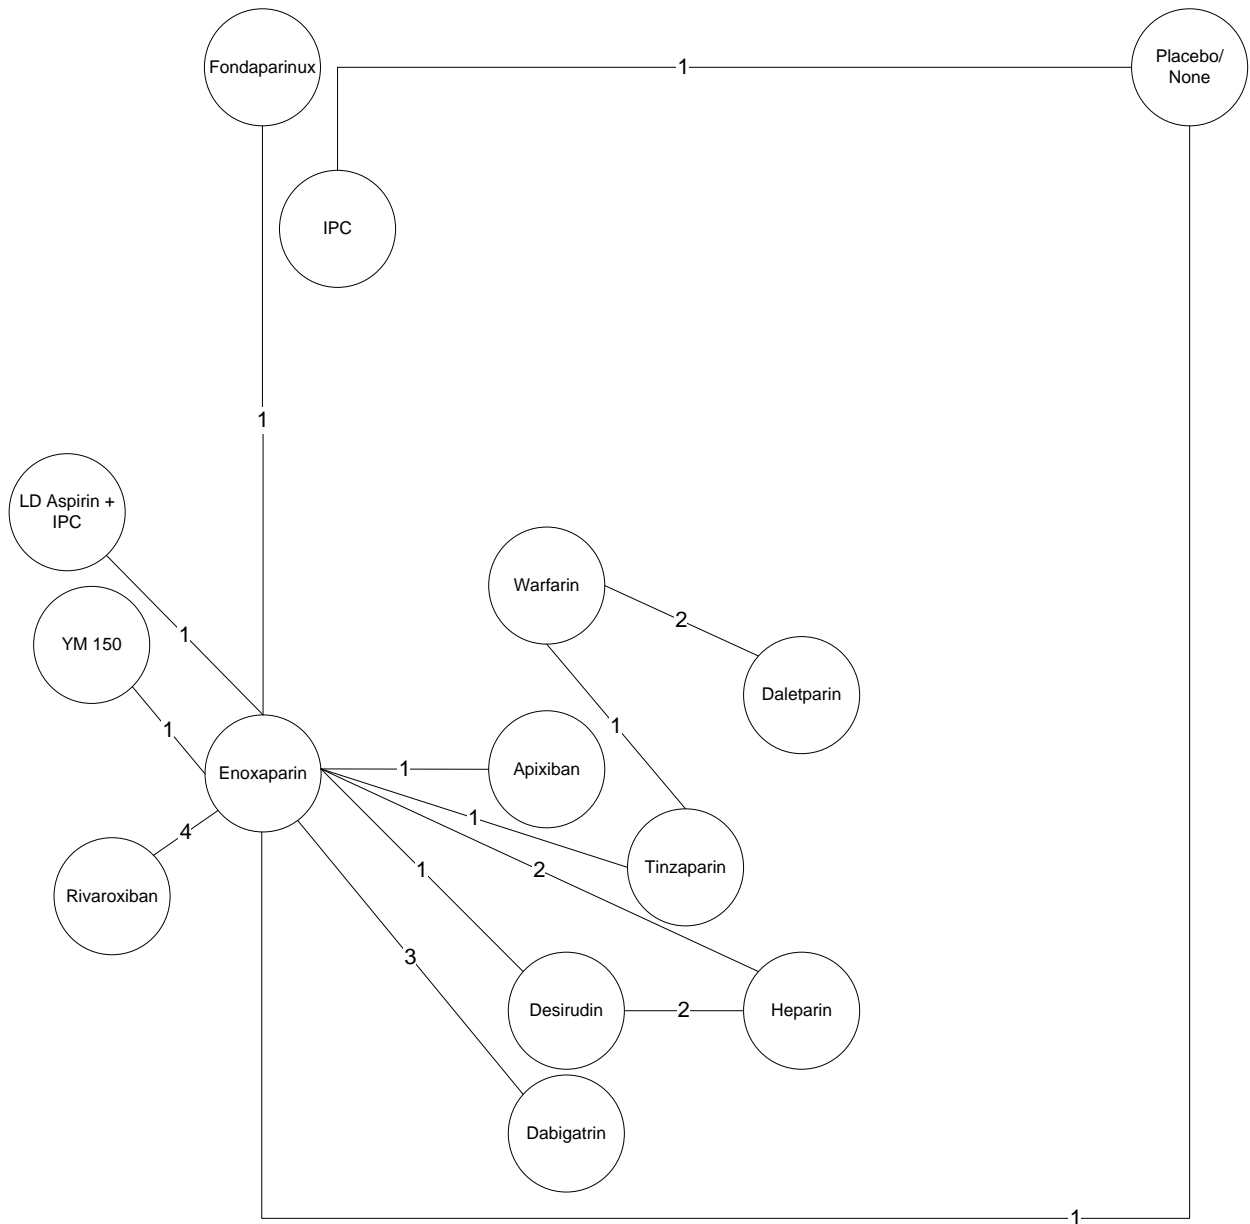 Fondaparinux
Placebo/
None
1
IPC
1
LD Aspirin +
IPC
Warfarin
2
1
YM 150
Daletparin
1
1
Enoxaparin
1
Apixiban
1
4
2
Tinzaparin
1
Rivaroxiban
3
Desirudin
2
Heparin
Dabigatrin
1